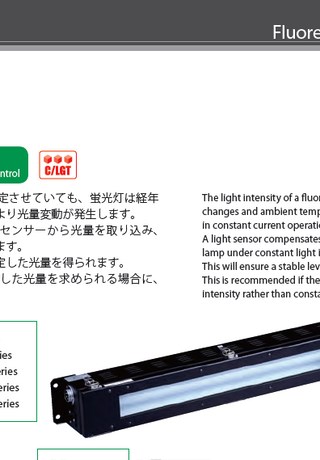 Fluore
ntrol
C/LGT
定させていても、蛍光灯は経年
より光量変動が発生します。
センサーから光量を取り込み、
ます。
定した光量を得られます。
した光量を求められる場合に、
The light intensity of a fluor
changes and ambient temp
in constant current operati
A light sensor compensates
lamp under constant light i
This will ensure a stable lev
This is recommended if the
intensity rather than consta
ies
ries
eries
eries